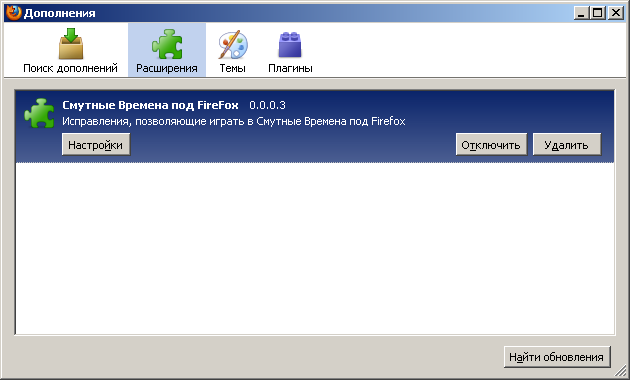 Дополнения
Поиск дополнений Расширения Темы Плагины
Смутные Времена под FireFox 0.0.0.3
Исправления, позволяющие играть в Смутные Времена под Firefox
Настройки Отключить Удалить
Найти обновления